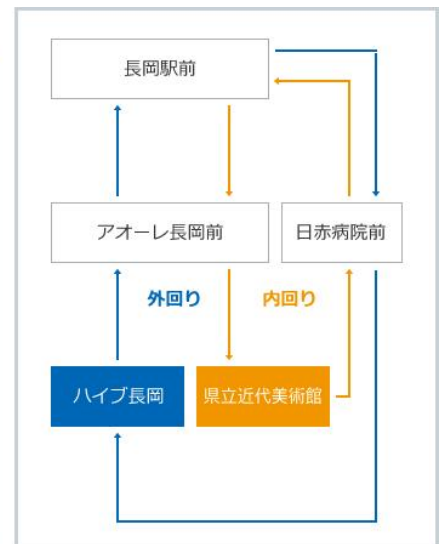 長岡駅前
アオーレ長岡前
日赤病院前
外回り
内回り
ハイブ長岡
県立近代美術館